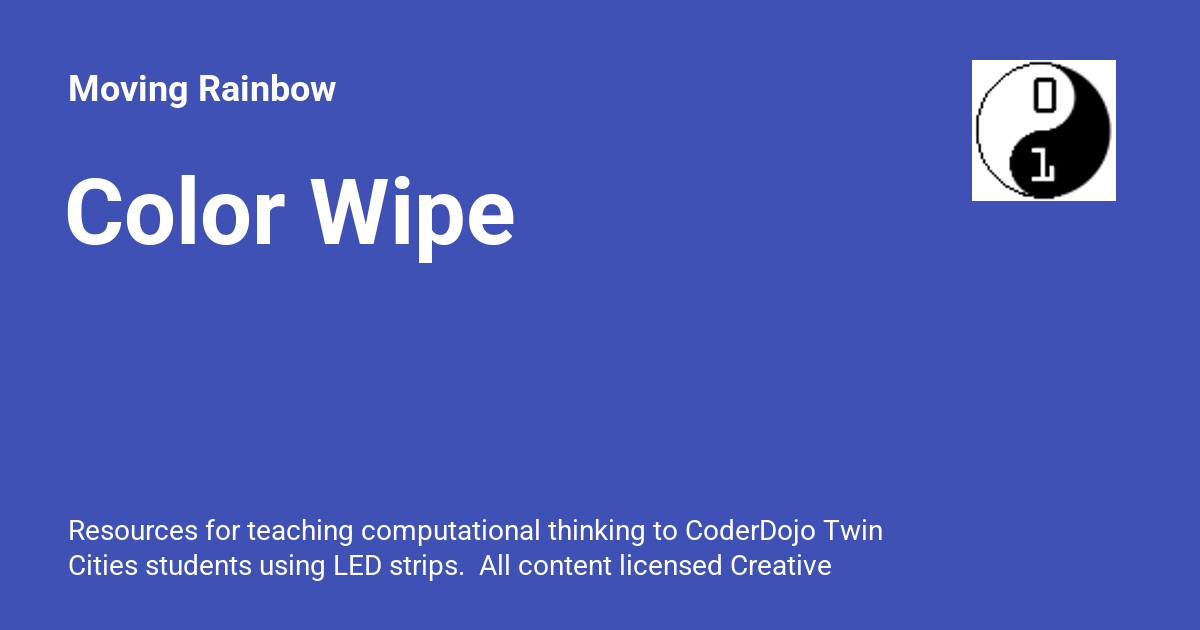 Moving Rainbow
0
1
Color Wipe
Resources for teaching computational thinking to CoderDojo Twin
Cities students using LED strips.  All content licensed Creative